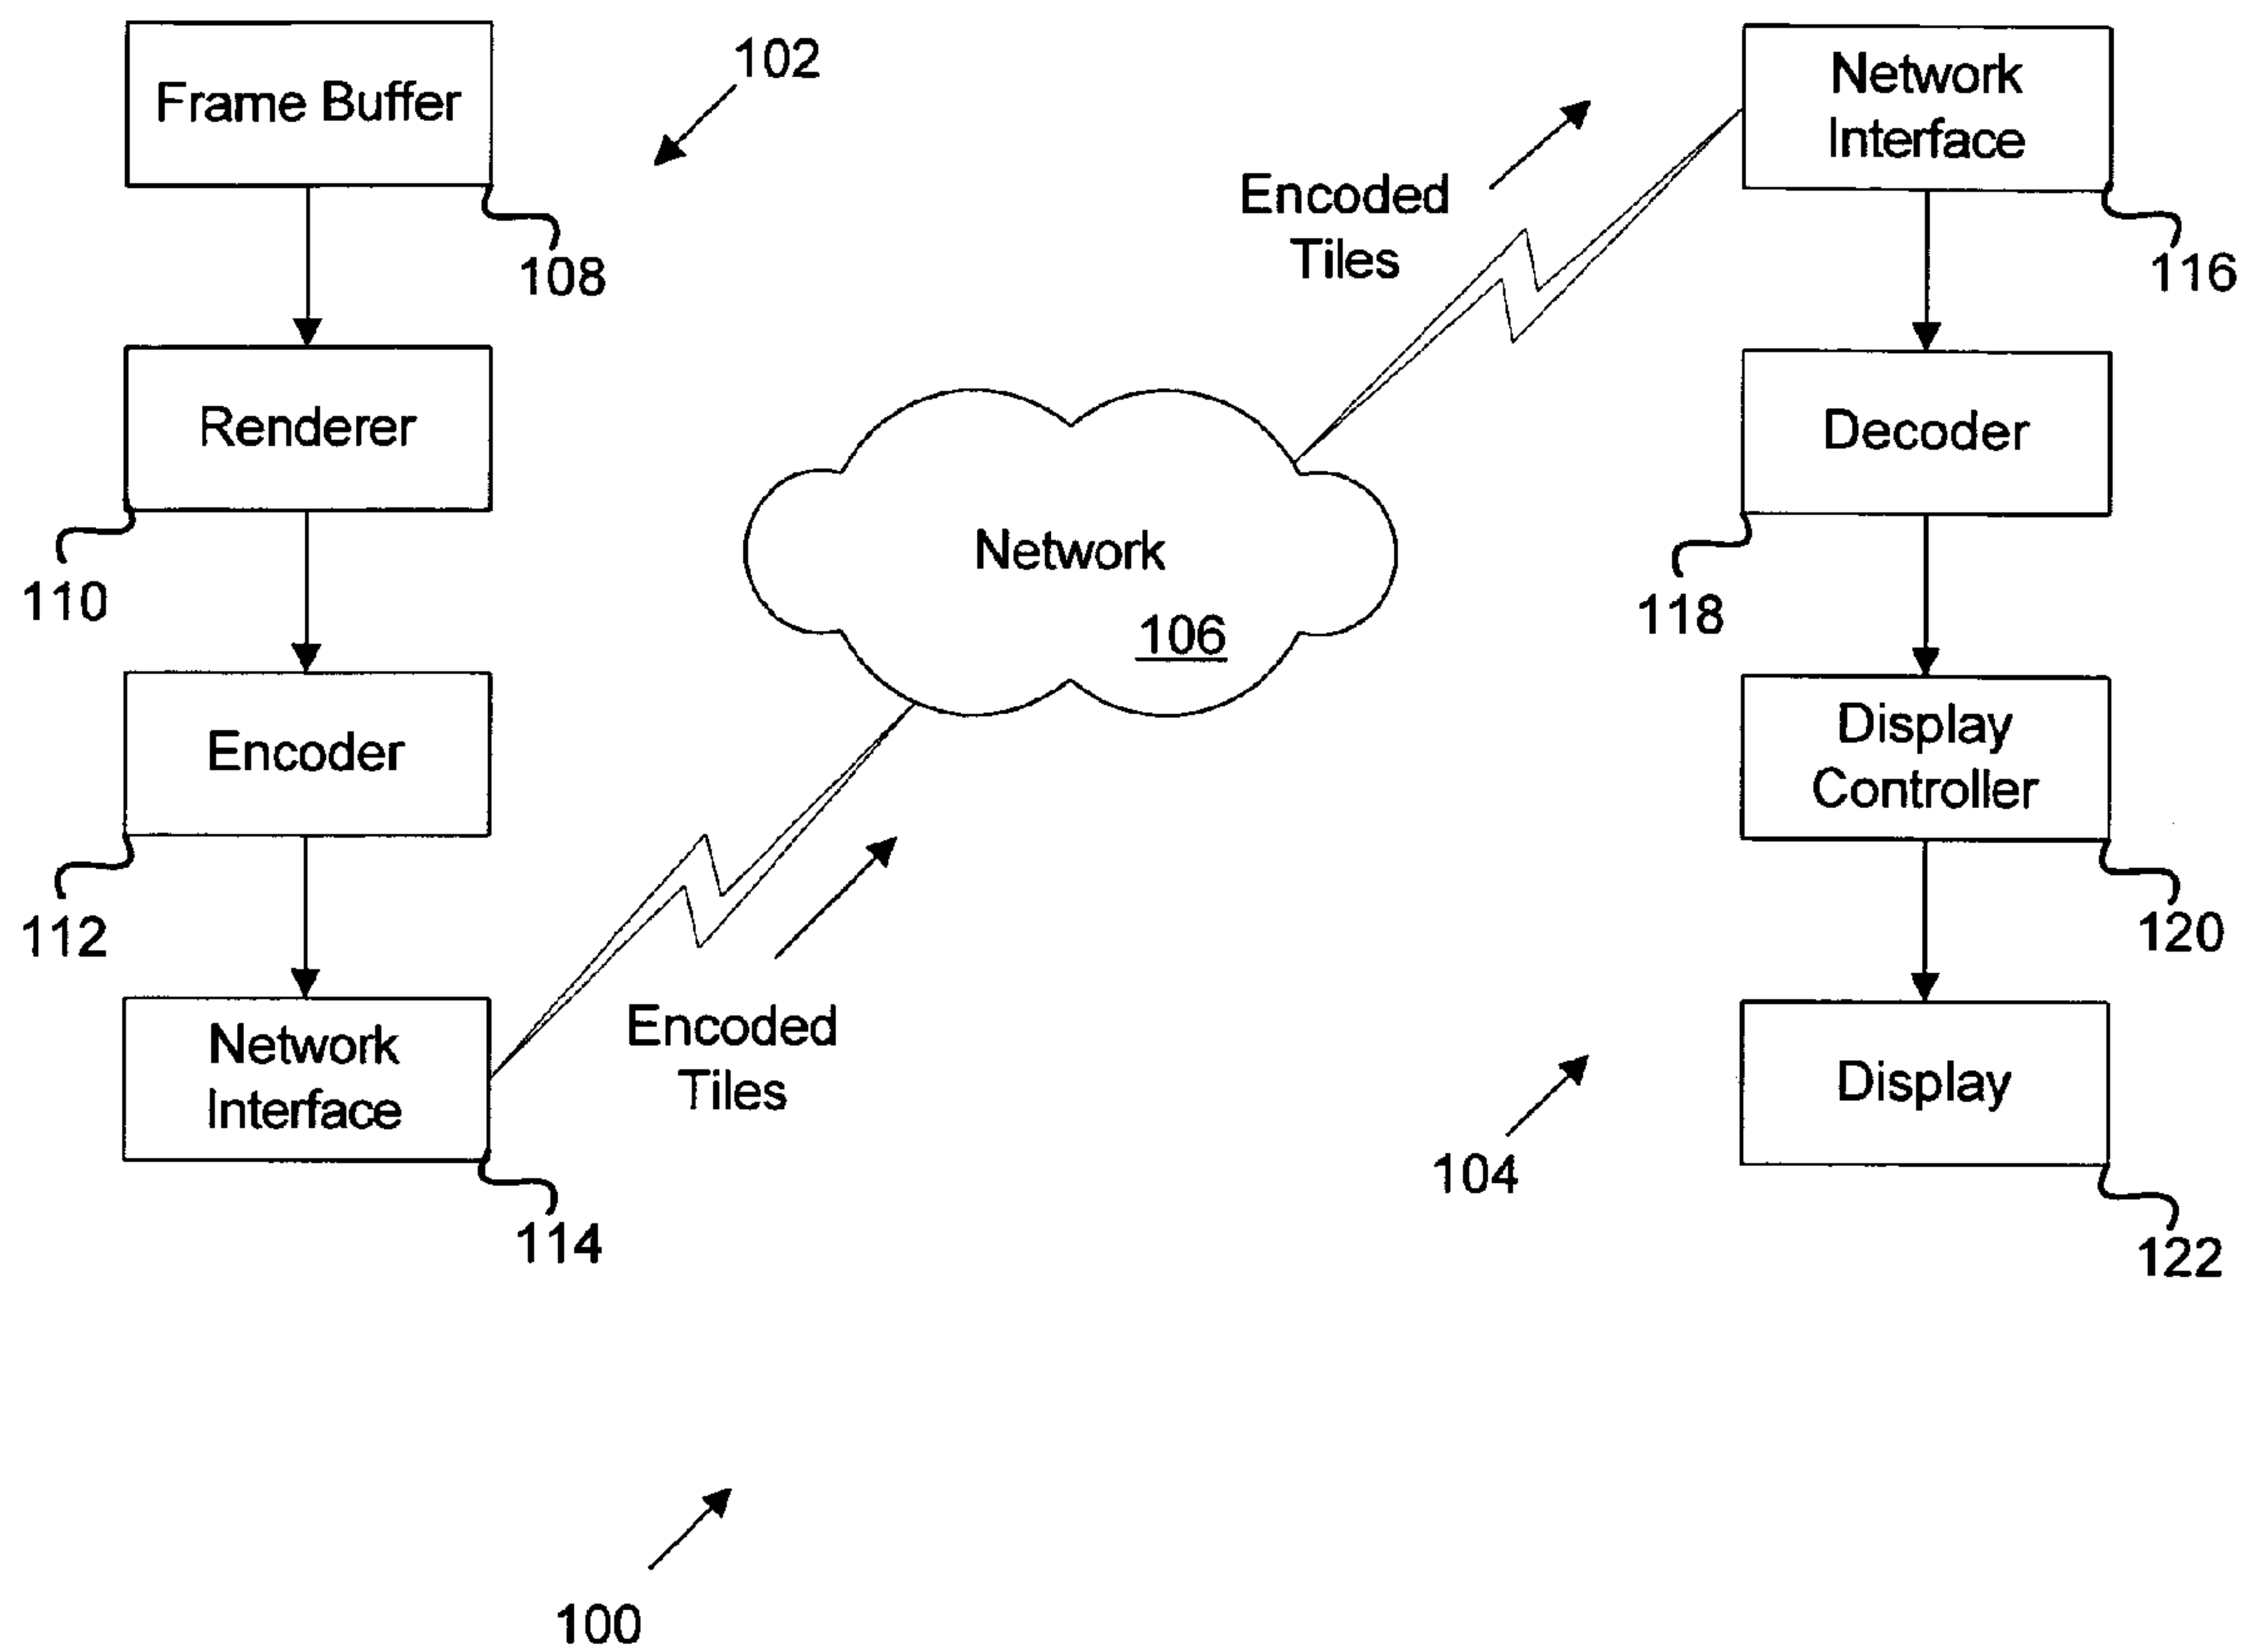 Frame Buffer
108
102
Renderer
110
Encoder
112
Network
Interface
114
Encoded
Tiles
Network
106
Encoded
Tiles
Network
Interface
116
Decoder
118
Display
Controller
120
Display
122
104
100